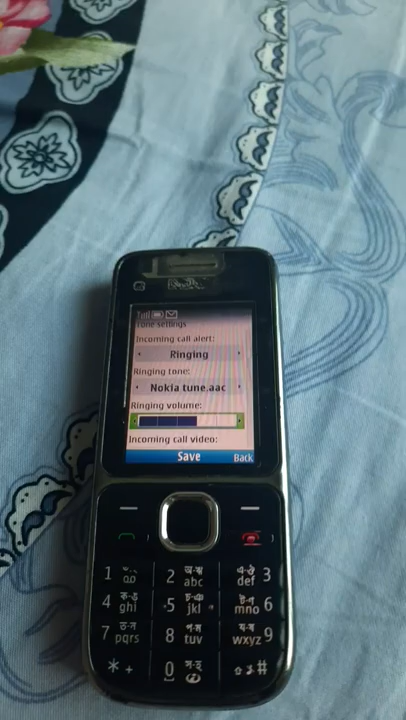 Tone settings
Incoming call alert:
Ringing
Ringing tone:
Nokia tune.aac
Ringing volume:
Incoming call video:
Save
Back
1
2 অ-ঃ abc
এ-ঔ def 3
4 ক-ঙ ghi
5 চ-ঞ jkl
ট-ণ mno 6
7 ত-ন pqrs
8 প-ম tuv
য-ষ wxyz 9
* +
0 স-হ
#